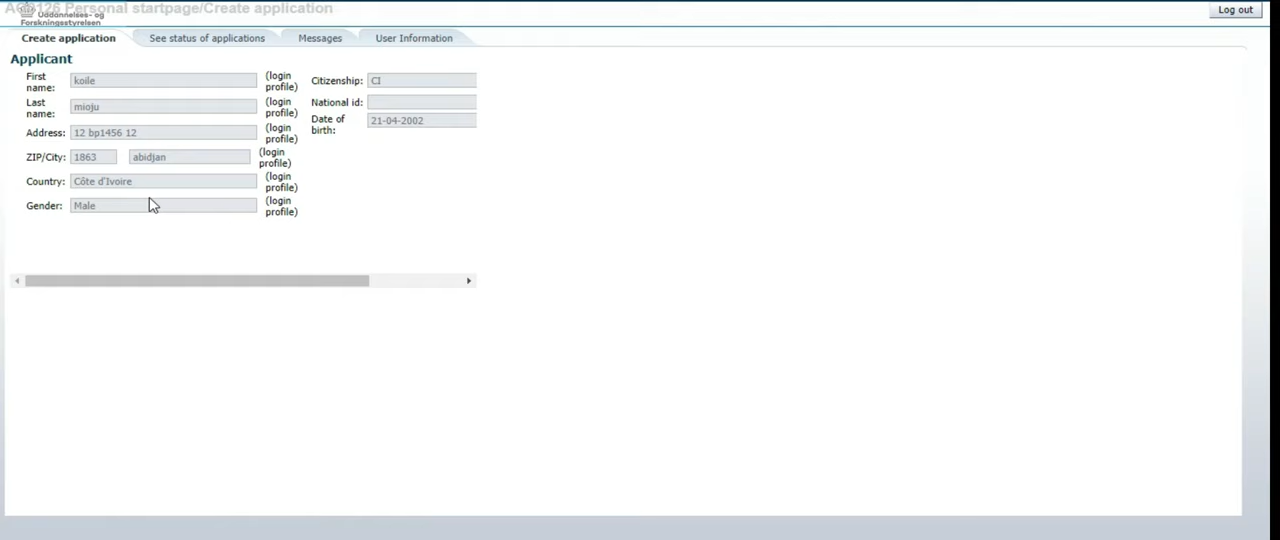 AG3126 Personal startpage/Create application
Uddannelses- og
Forskningsstyrelsen
Log out
Create application
See status of applications
Messages
User Information
Applicant
First name:
koile
(login profile)
Citizenship:
CI
Last name:
mioju
(login profile)
National id:
Address:
12 bp1456 12
(login profile)
Date of birth:
21-04-2002
ZIP/City:
1863
abidjan
(login profile)
Country:
Côte d'Ivoire
(login profile)
Gender:
Male
(login profile)